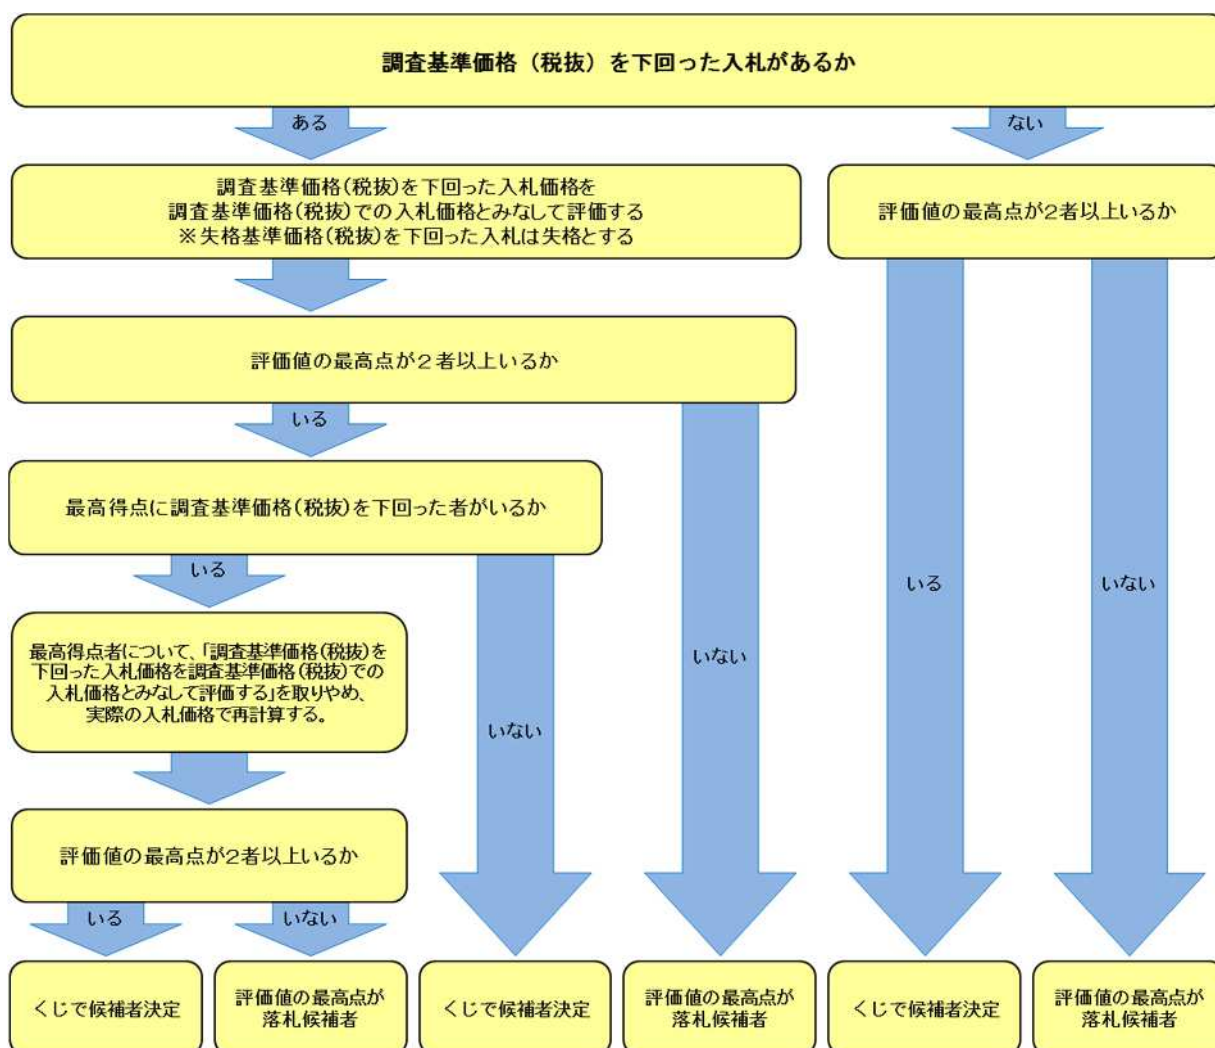 調査基準価格（税抜）を下回った入札があるか
ある
ない
調査基準価格(税抜)を下回った入札価格を
調査基準価格(税抜)での入札価格とみなして評価する
※失格基準価格(税抜)を下回った入札は失格とする
評価値の最高点が2者以上いるか
評価値の最高点が２者以上いるか
いる
最高得点に調査基準価格(税抜)を下回った者がいるか
いる
いる
いない
最高得点者について、「調査基準価格(税抜)を
下回った入札価格を調査基準価格(税抜)での
入札価格とみなして評価する」を取りやめ、
実際の入札価格で再計算する。
いない
いない
評価値の最高点が2者以上いるか
いる
いない
くじで候補者決定
評価値の最高点が
落札候補者
くじで候補者決定
評価値の最高点が
落札候補者
くじで候補者決定
評価値の最高点が
落札候補者